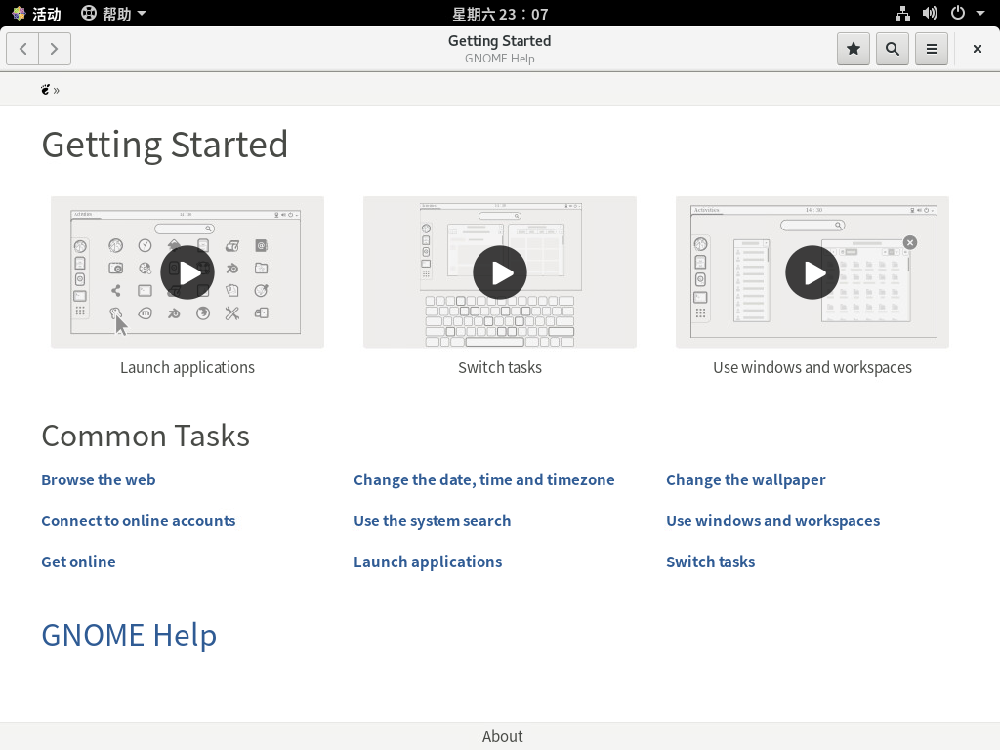 活动 帮助 星期六 23：07
Getting Started
GNOME Help
»
Getting Started
Activities 14:30
Launch applications Switch tasks Use windows and workspaces
Common Tasks
Browse the web Change the date, time and timezone Change the wallpaper
Connect to online accounts Use the system search Use windows and workspaces
Get online Launch applications Switch tasks
GNOME Help
About